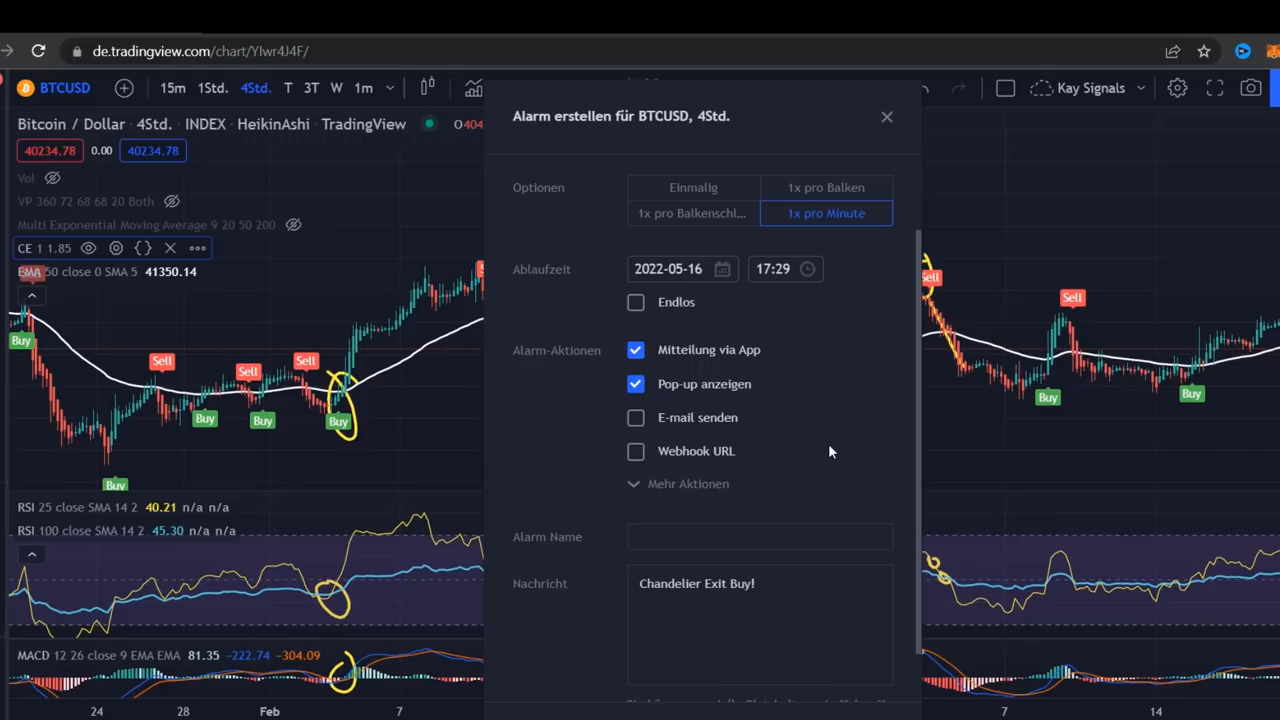 de.tradingview.com/chart/YIwr4J4F/
BTCUSD 15m 1Std. 4Std. T 3T W 1m Kay Signals
Bitcoin / Dollar 4Std. INDEX HeikinAshi TradingView O404
40234.78 0.00 40234.78
Vol
VP 360 72 68 68 20 Both
Multi Exponential Moving Average 9 20 50 200
CE 1 1.85
EMA 50 close 0 SMA 5 41350.14
Buy
Sell
Sell
Sell
Buy
Buy
Buy
Buy
Sell
Sell
Buy
Buy
Alarm erstellen für BTCUSD, 4Std.
Optionen
Einmalig
1x pro Balken
1x pro Balkenschl...
1x pro Minute
Ablaufzeit
2022-05-16
17:29
Endlos
Alarm-Aktionen
Mitteilung via App
Pop-up anzeigen
E-mail senden
Webhook URL
Mehr Aktionen
Alarm Name
Nachricht
Chandelier Exit Buy!
RSI 25 close SMA 14 2 40.21 n/a n/a
RSI 100 close SMA 14 2 45.30 n/a n/a
MACD 12 26 close 9 EMA EMA 81.35 -222.74 -304.09
24 28 Feb 7 7 14